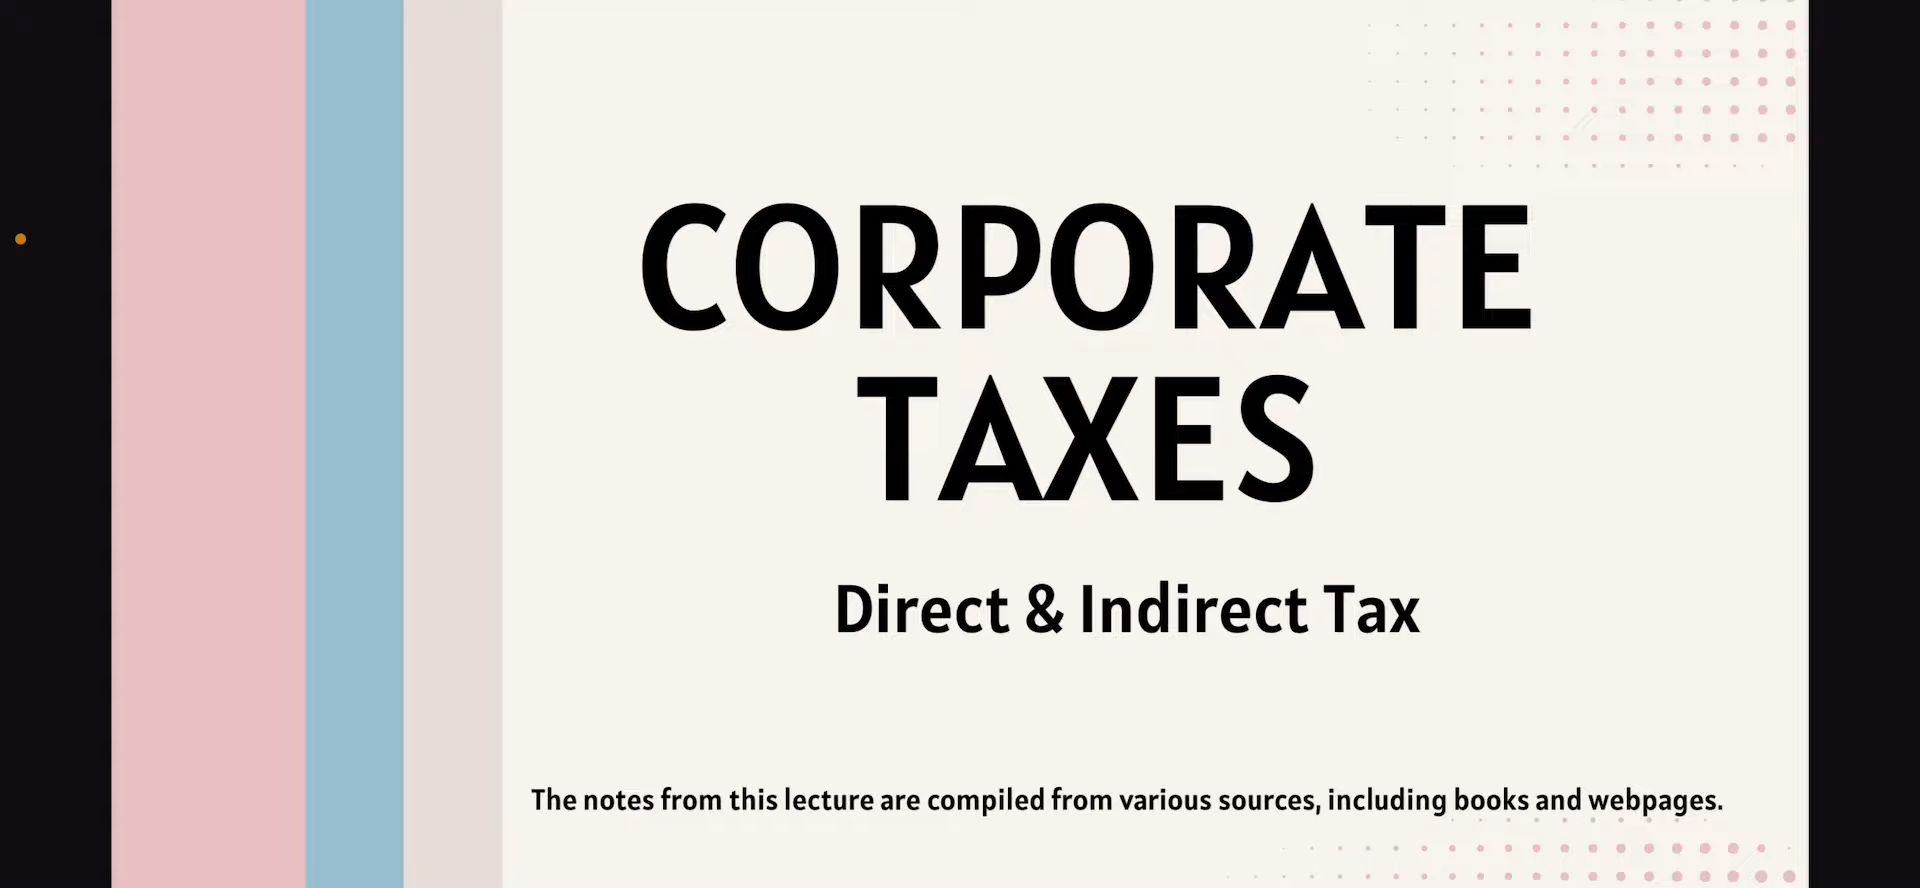 CORPORATE
TAXES
Direct & Indirect Tax
The notes from this lecture are compiled from various sources, including books and webpages.